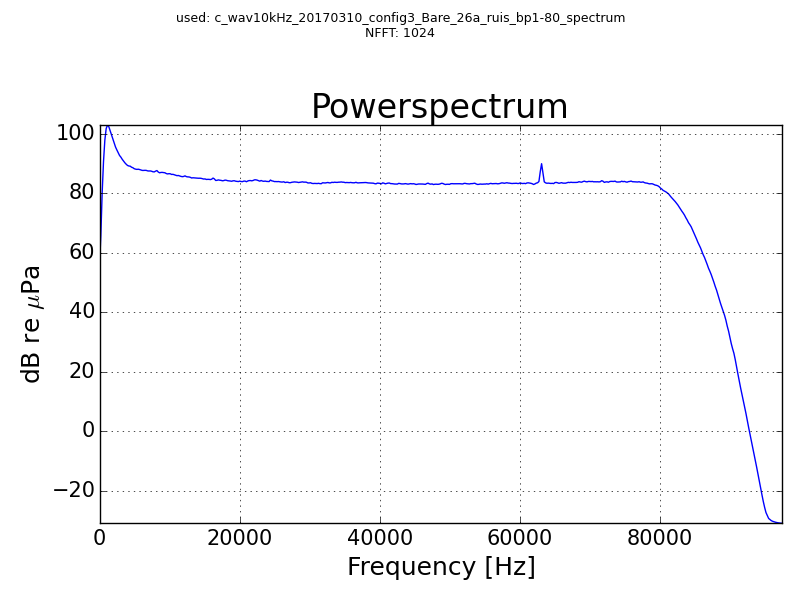 used: c_wav10kHz_20170310_config3_Bare_26a_ruis_bp1-80_spectrum
NFFT: 1024
Powerspectrum
100
80
60
40
20
0
−20
dB re μPa
0 20000 40000 60000 80000
Frequency [Hz]